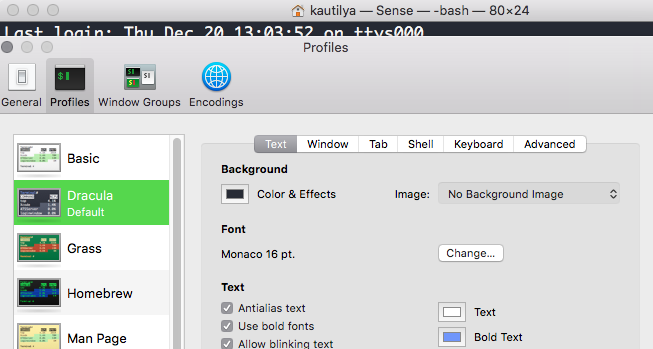 kautilya — Sense — -bash — 80×24
Last login: Thu Dec 20 13:03:52 on ttys000
Profiles
General Profiles Window Groups Encodings
Text Window Tab Shell Keyboard Advanced
Basic
Dracula
Default
Grass
Homebrew
Man Page
Background
Color & Effects Image: No Background Image
Font
Monaco 16 pt. Change...
Text
Antialias text Text
Use bold fonts Bold Text
Allow blinking text